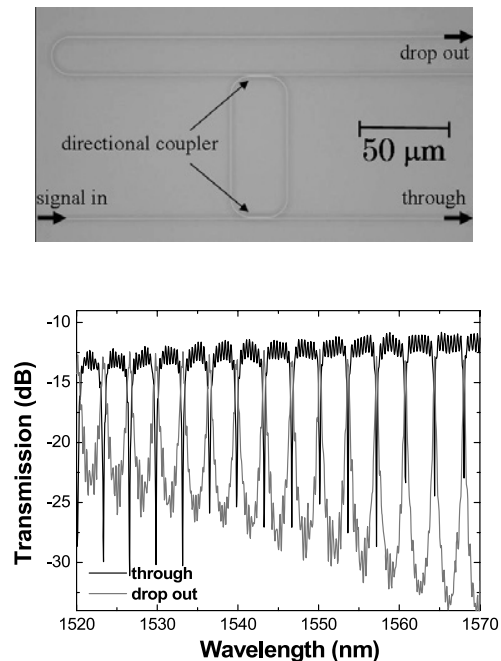 drop out
directional coupler
50 μm
signal in
through
-10
-15
-20
-25
-30
Transmission (dB)
through
drop out
1520
1530
1540
1550
1560
1570
Wavelength (nm)